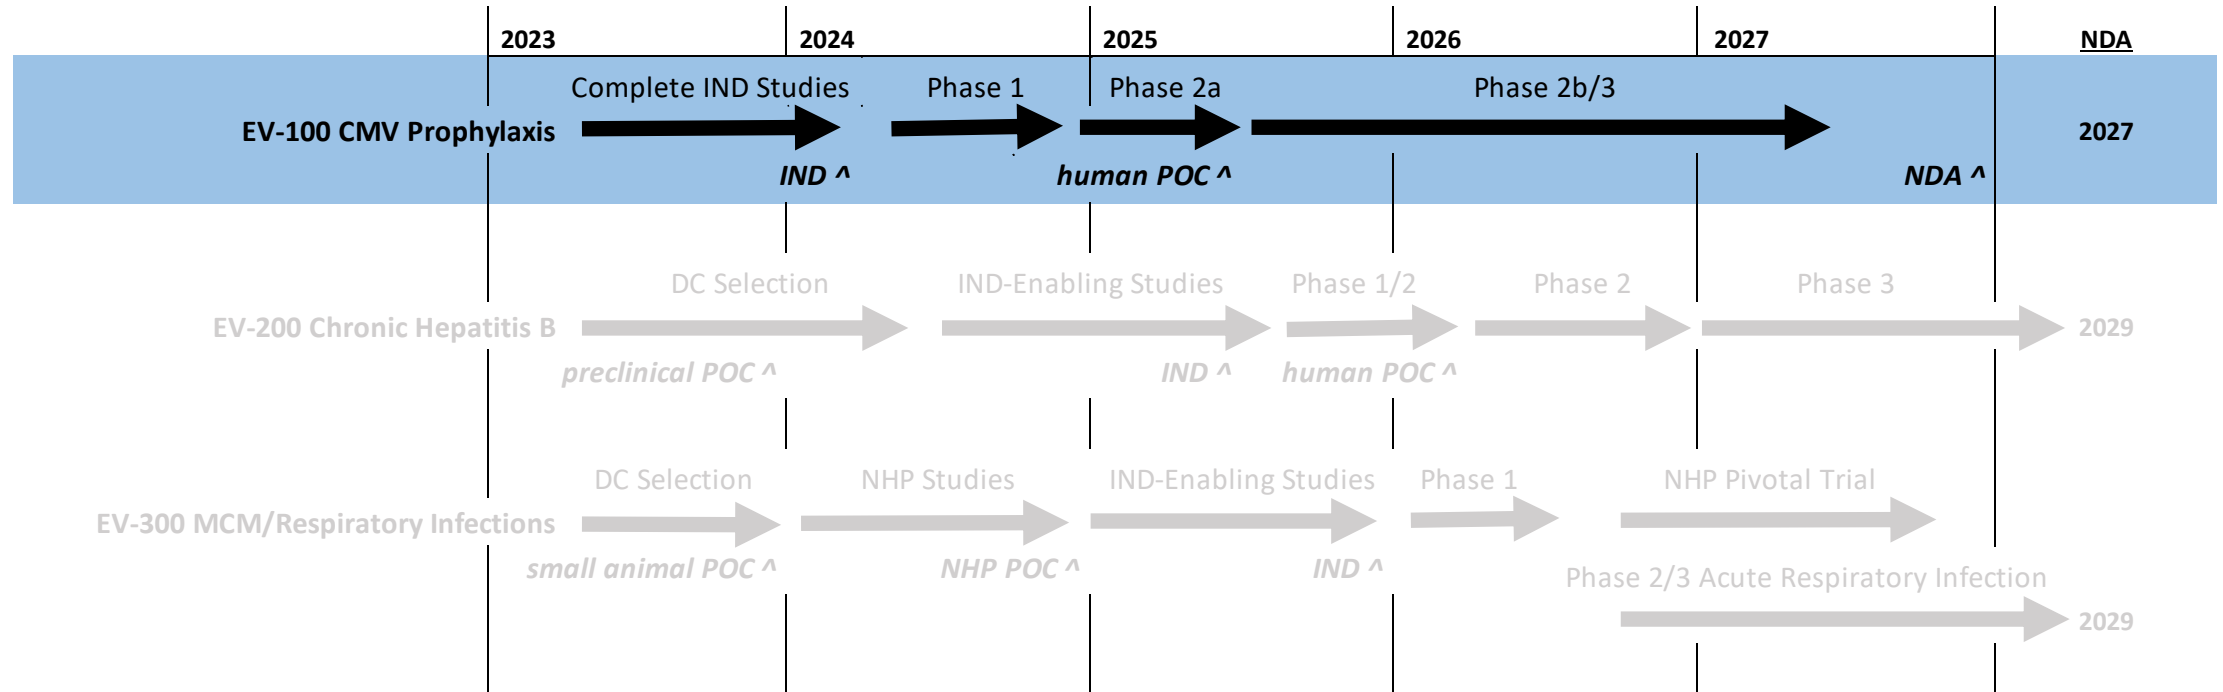 2023 2024 2025 2026 2027 NDA
Complete IND Studies Phase 1 Phase 2a Phase 2b/3
EV-100 CMV Prophylaxis 2027
IND ^ human POC ^ NDA ^
DC Selection IND-Enabling Studies Phase 1/2 Phase 2 Phase 3
EV-200 Chronic Hepatitis B 2029
preclinical POC ^ IND ^ human POC ^
DC Selection NHP Studies IND-Enabling Studies Phase 1 NHP Pivotal Trial
EV-300 MCM/Respiratory Infections
small animal POC ^ NHP POC ^ IND ^
Phase 2/3 Acute Respiratory Infection
2029